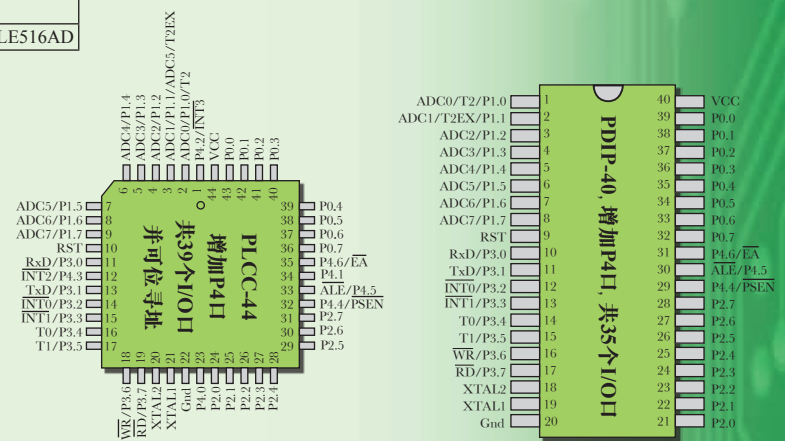 LE516AD
ADC4/P1.4
ADC3/P1.3
ADC2/P1.2
ADC1/P1.1/ADC5/T2EX
ADC0/P1.0/T2
P4.2/INT3
VCC
P0.0
P0.1
P0.2
P0.3
6 5 4 3 2 1 44 43 42 41 40
ADC5/P1.5 7
ADC6/P1.6 8
ADC7/P1.7 9
RST 10
RxD/P3.0 11
INT2/P4.3 12
TxD/P3.1 13
INT0/P3.2 14
INT1/P3.3 15
T0/P3.4 16
T1/P3.5 17
PLCC-44
增加P4口
共39个I/O口
并可位寻址
39 P0.4
38 P0.5
37 P0.6
36 P0.7
35 P4.6/EA
34 P4.1
33 ALE/P4.5
32 P4.4/PSEN
31 P2.7
30 P2.6
29 P2.5
18 19 20 21 22 23 24 25 26 27 28
WR/P3.6
RD/P3.7
XTAL2
XTAL1
Gnd
P4.0
P2.0
P2.1
P2.2
P2.3
P2.4
ADC0/T2/P1.0 1
ADC1/T2EX/P1.1 2
ADC2/P1.2 3
ADC3/P1.3 4
ADC4/P1.4 5
ADC5/P1.5 6
ADC6/P1.6 7
ADC7/P1.7 8
RST 9
RxD/P3.0 10
TxD/P3.1 11
INT0/P3.2 12
INT1/P3.3 13
T0/P3.4 14
T1/P3.5 15
WR/P3.6 16
RD/P3.7 17
XTAL2 18
XTAL1 19
Gnd 20
PDIP-40, 增加P4口, 共35个I/O口
40 VCC
39 P0.0
38 P0.1
37 P0.2
36 P0.3
35 P0.4
34 P0.5
33 P0.6
32 P0.7
31 P4.6/EA
30 ALE/P4.5
29 P4.4/PSEN
28 P2.7
27 P2.6
26 P2.5
25 P2.4
24 P2.3
23 P2.2
22 P2.1
21 P2.0